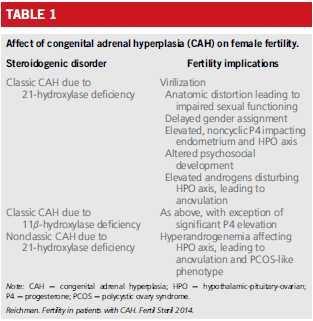 TABLE 1
Affect of congenital adrenal hyperplasia (CAH) on female fertility.
Steroidogenic disorder Fertility implications
Classic CAH due to Virilization
21-hydroxylase deficiency Anatomic distortion leading to
impaired sexual functioning
Delayed gender assignment
Elevated, noncyclic P4 impacting
endometrium and HPO axis
Altered psychosocial
development
Elevated androgens disturbing
HPO axis, leading to
anovulation
Classic CAH due to As above, with exception of
11β-hydroxylase deficiency significant P4 elevation
Nonclassic CAH due to Hyperandrogenemia affecting
21-hydroxylase deficiency HPO axis, leading to
anovulation and PCOS-like
phenotype
Note: CAH = congenital adrenal hyperplasia; HPO = hypothalamic-pituitary-ovarian;
P4 = progesterone; PCOS = polycystic ovary syndrome.
Reichman. Fertility in patients with CAH. Fertil Steril 2014.